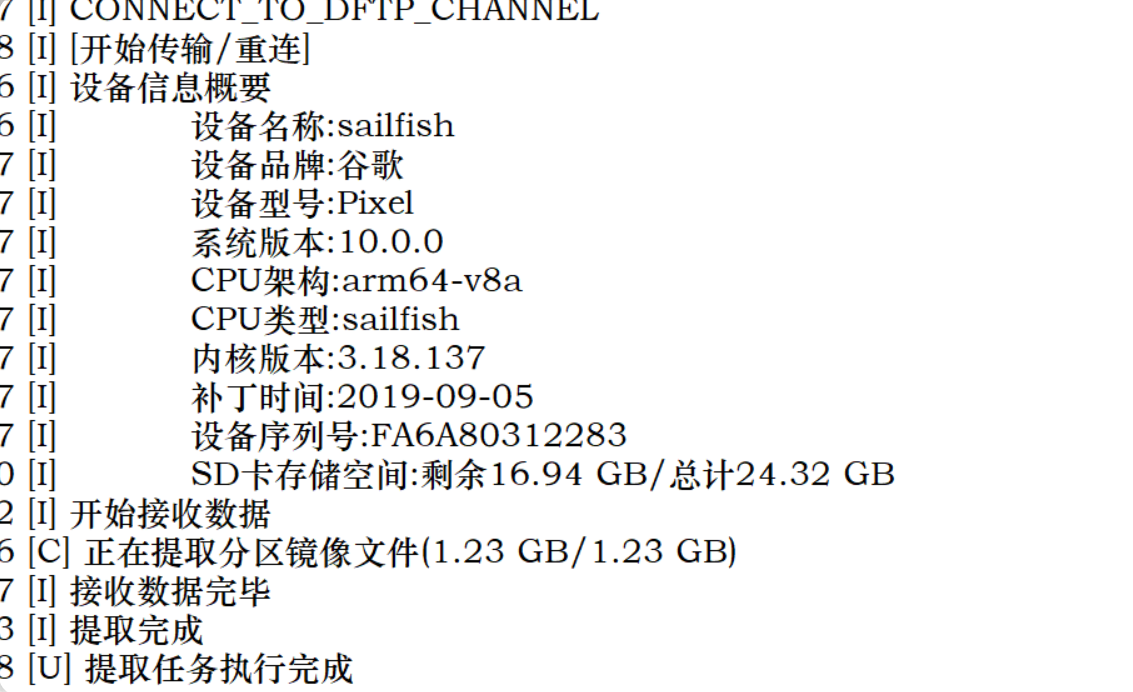 7 [I] CONNECT_TO_DFTP_CHANNEL
8 [I] [开始传输/重连]
6 [I] 设备信息概要
6 [I] 设备名称:sailfish
7 [I] 设备品牌:谷歌
7 [I] 设备型号:Pixel
7 [I] 系统版本:10.0.0
7 [I] CPU架构:arm64-v8a
7 [I] CPU类型:sailfish
7 [I] 内核版本:3.18.137
7 [I] 补丁时间:2019-09-05
7 [I] 设备序列号:FA6A80312283
0 [I] SD卡存储空间:剩余16.94 GB/总计24.32 GB
2 [I] 开始接收数据
6 [C] 正在提取分区镜像文件(1.23 GB/1.23 GB)
7 [I] 接收数据完毕
3 [I] 提取完成
8 [U] 提取任务执行完成